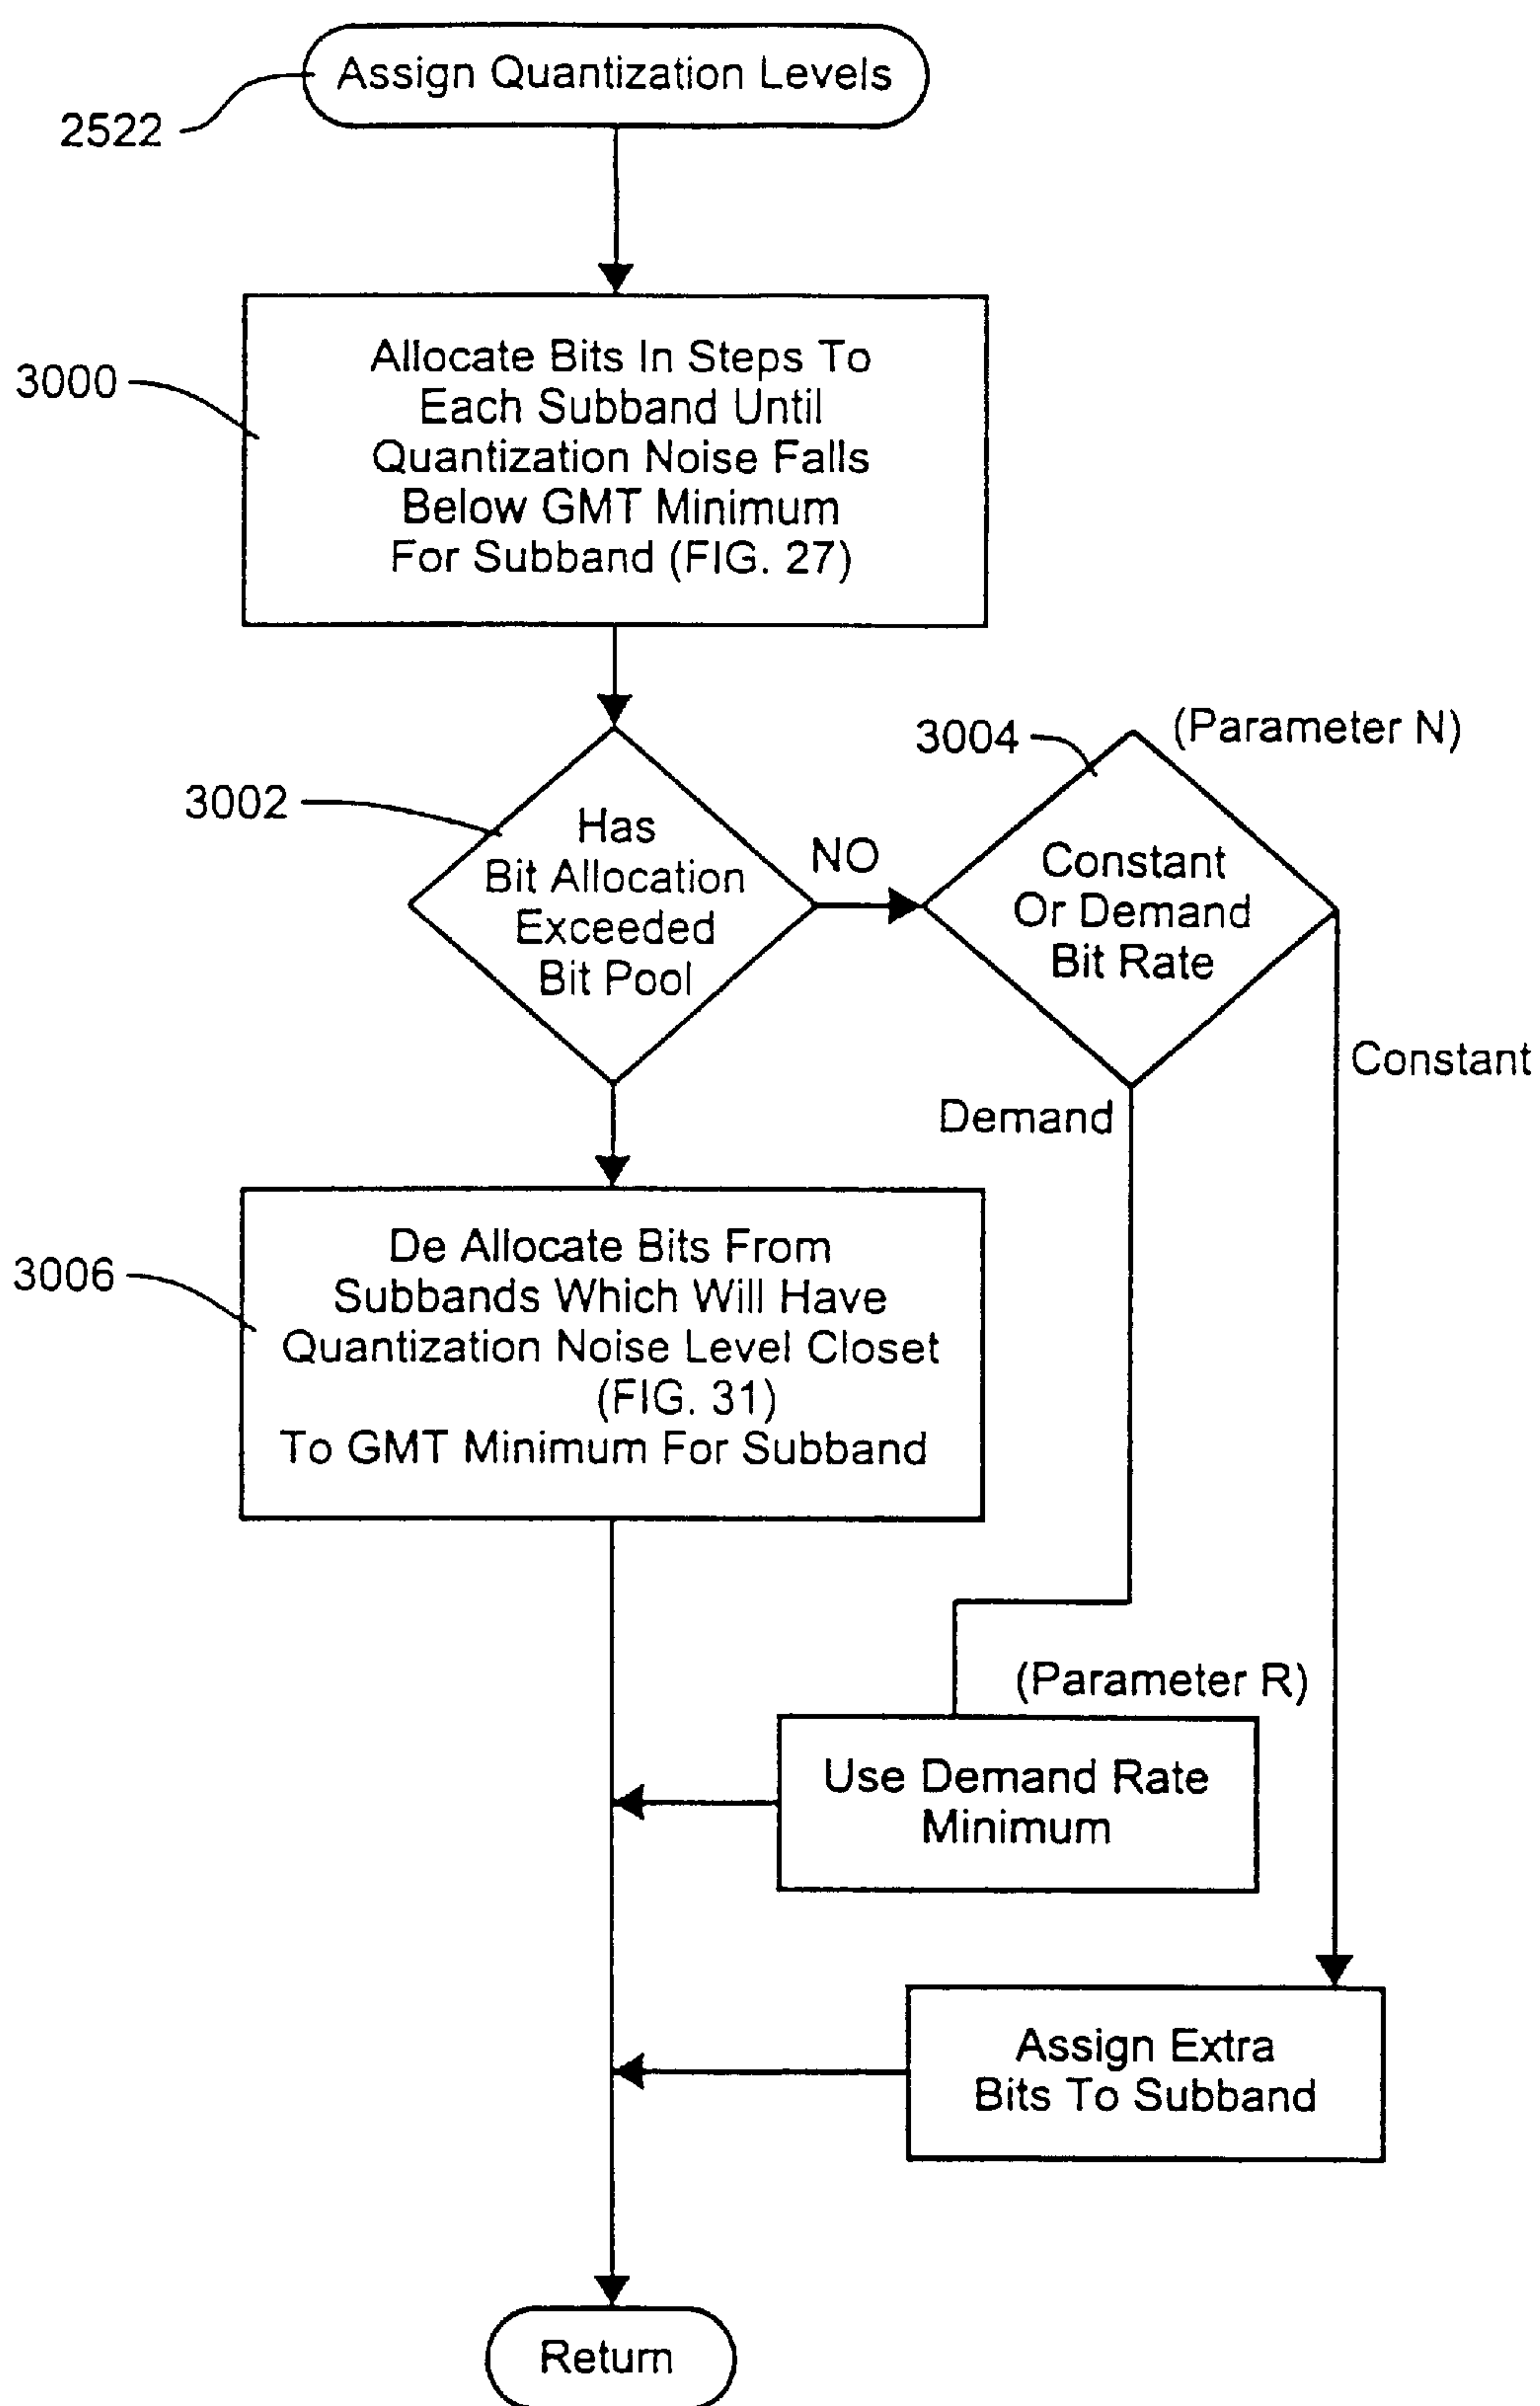 Assign Quantization Levels
2522
Allocate Bits In Steps To
Each Subband Until
Quantization Noise Falls
Below GMT Minimum
For Subband (FIG. 27)
3000
3004
(Parameter N)
3002
Has
Bit Allocation
Exceeded
Bit Pool
NO
Constant
Or Demand
Bit Rate
Constant
Demand
De Allocate Bits From
Subbands Which Will Have
Quantization Noise Level Closet
(FIG. 31)
To GMT Minimum For Subband
3006
(Parameter R)
Use Demand Rate
Minimum
Assign Extra
Bits To Subband
Return